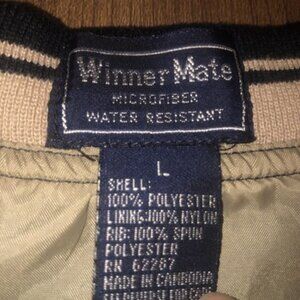 Winner Mate
MICROFIBER
WATER RESISTANT
L
SHELL:
100% POLYESTER
LINING:100% NYLON
RIB: 100% SPUN
POLYESTER
RN 62267
MADE IN CAMBODIA